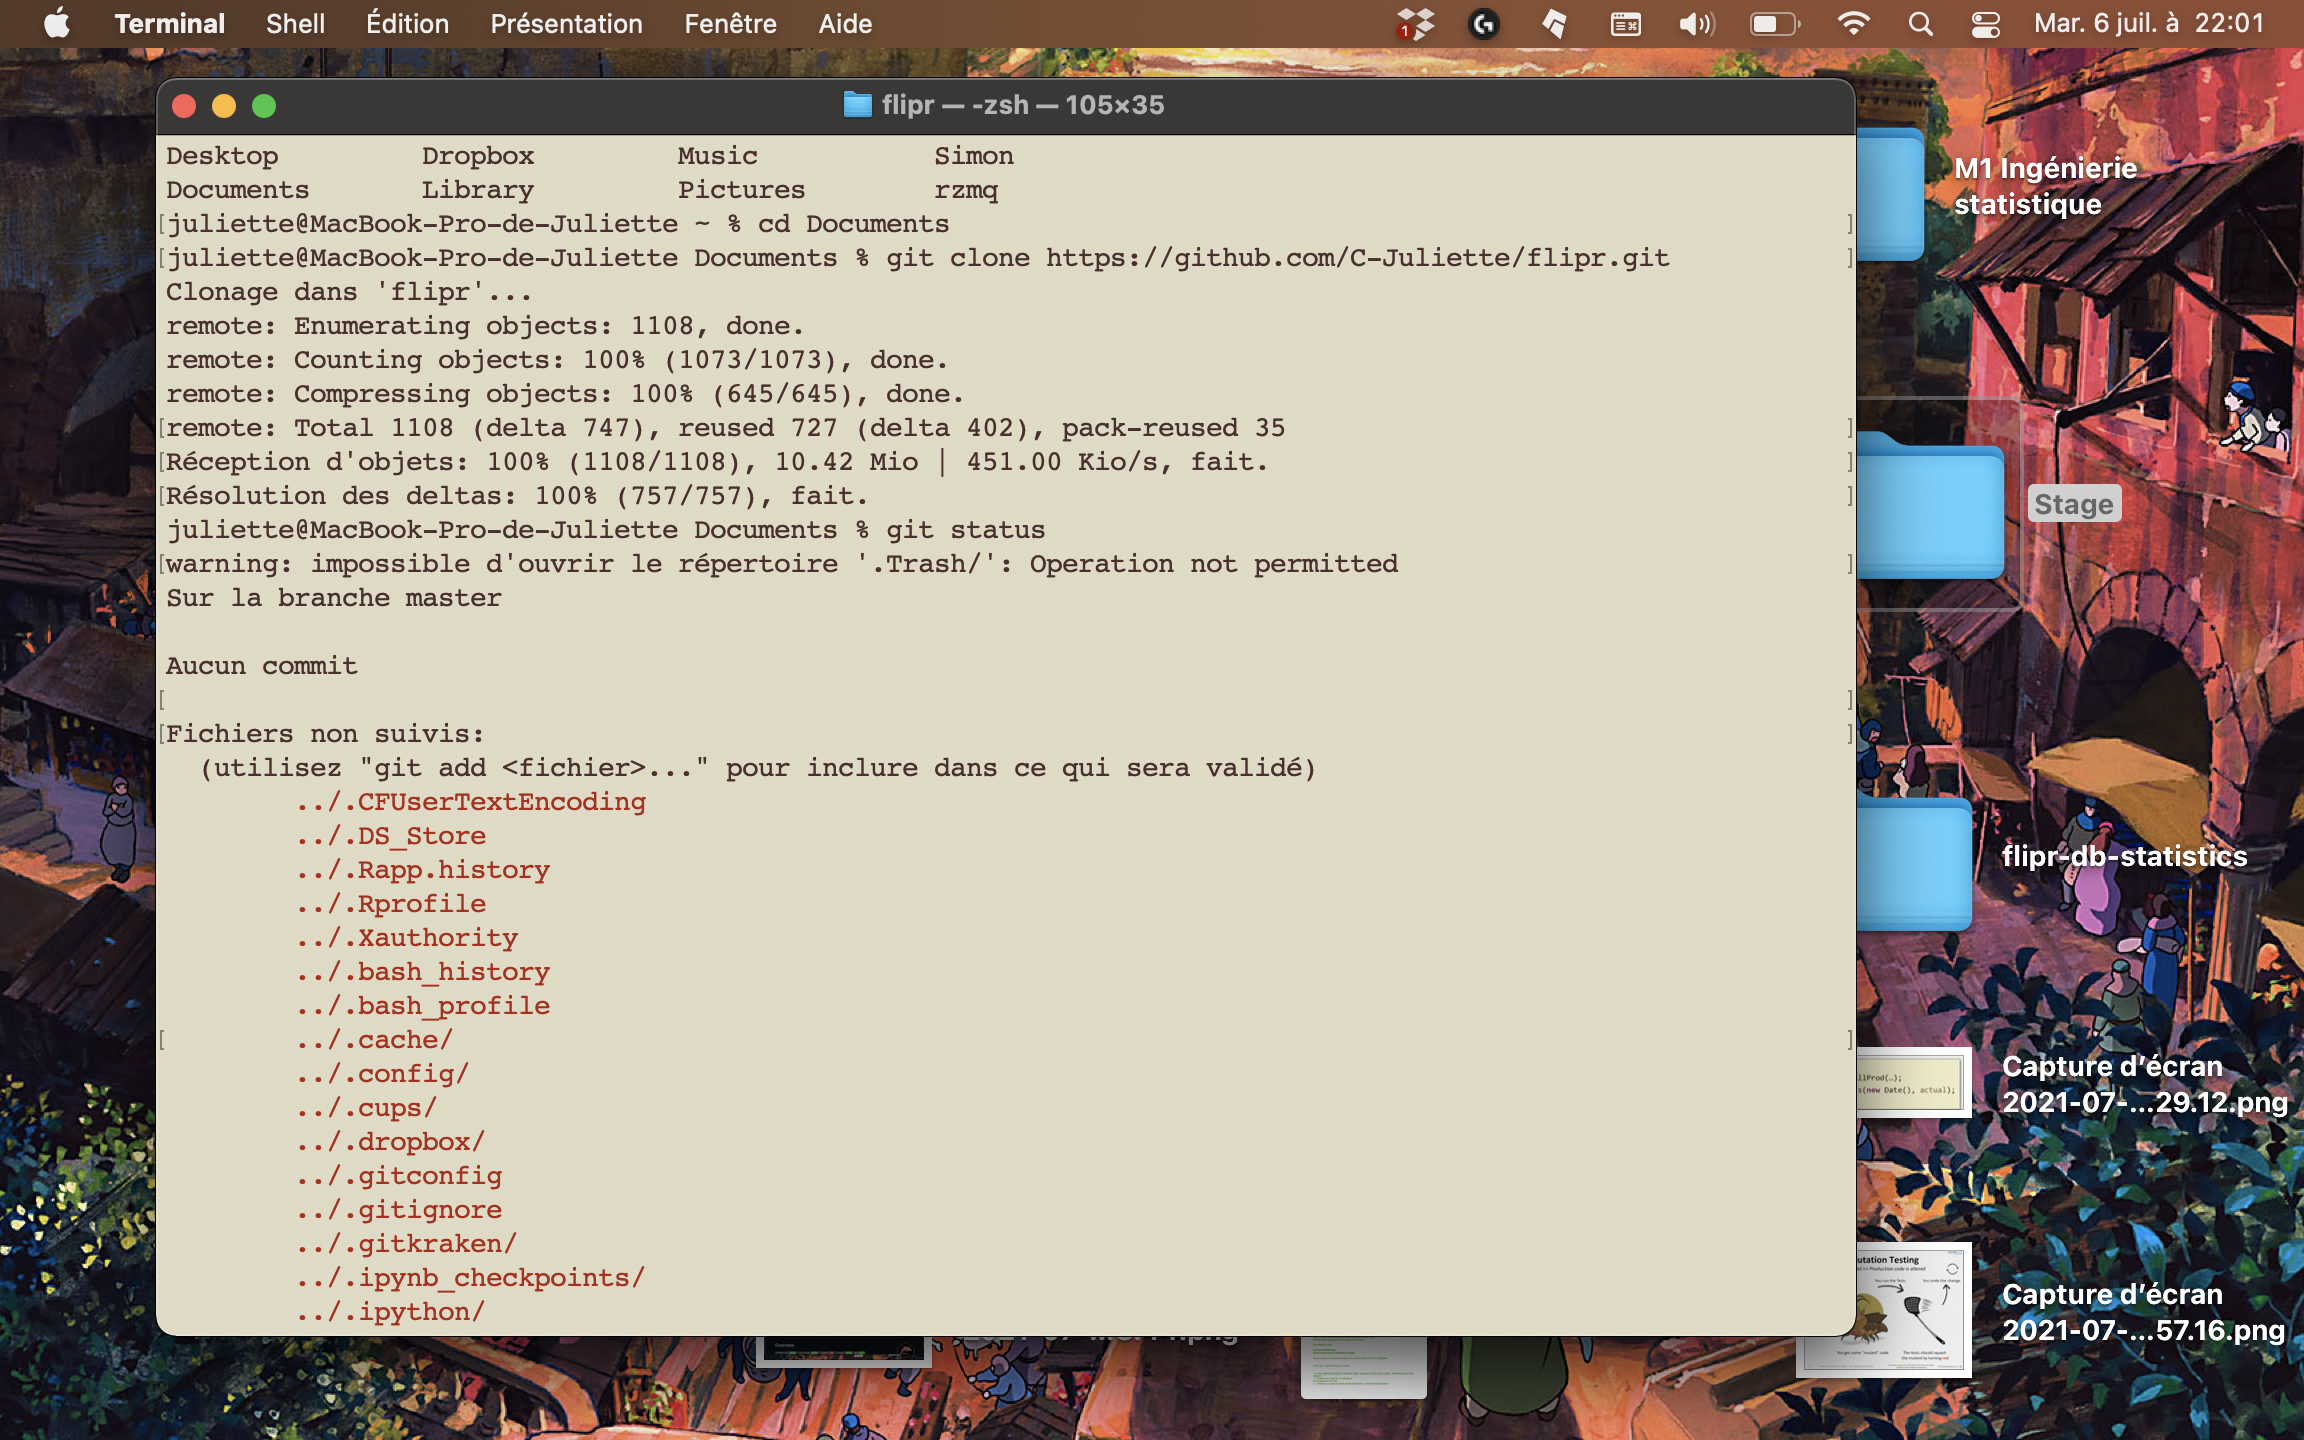 Terminal Shell Édition Présentation Fenêtre Aide 1 Mar. 6 juil. à 22:01
flipr — -zsh — 105×35
Desktop Dropbox Music Simon
Documents Library Pictures rzmq
[juliette@MacBook-Pro-de-Juliette ~ % cd Documents ]
[juliette@MacBook-Pro-de-Juliette Documents % git clone https://github.com/C-Juliette/flipr.git ]
Clonage dans 'flipr'...
remote: Enumerating objects: 1108, done.
remote: Counting objects: 100% (1073/1073), done.
remote: Compressing objects: 100% (645/645), done.
[remote: Total 1108 (delta 747), reused 727 (delta 402), pack-reused 35 ]
[Réception d'objets: 100% (1108/1108), 10.42 Mio | 451.00 Kio/s, fait. ]
[Résolution des deltas: 100% (757/757), fait. ]
juliette@MacBook-Pro-de-Juliette Documents % git status
[warning: impossible d'ouvrir le répertoire '.Trash/': Operation not permitted ]
Sur la branche master
Aucun commit
[ ]
[Fichiers non suivis: ]
(utilisez "git add <fichier>..." pour inclure dans ce qui sera validé)
../.CFUserTextEncoding
../.DS_Store
../.Rapp.history
../.Rprofile
../.Xauthority
../.bash_history
../.bash_profile
[ ../.cache/ ]
../.config/
../.cups/
../.dropbox/
../.gitconfig
../.gitignore
../.gitkraken/
../.ipynb_checkpoints/
../.ipython/
M1 Ingénierie
statistique
Stage
flipr-db-statistics
llProd(…);
s(new Date(), actual);
Capture d’écran
2021-07-...29.12.png
utation Testing
Capture d’écran
2021-07-...57.16.png